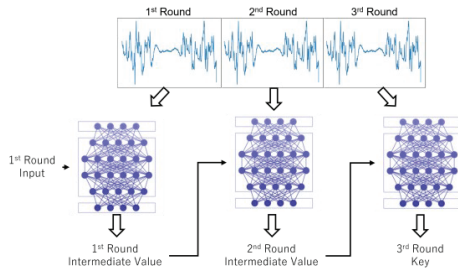 1st Round
2nd Round
3rd Round
1st Round
Input
1st Round
Intermediate Value
2nd Round
Intermediate Value
3rd Round
Key